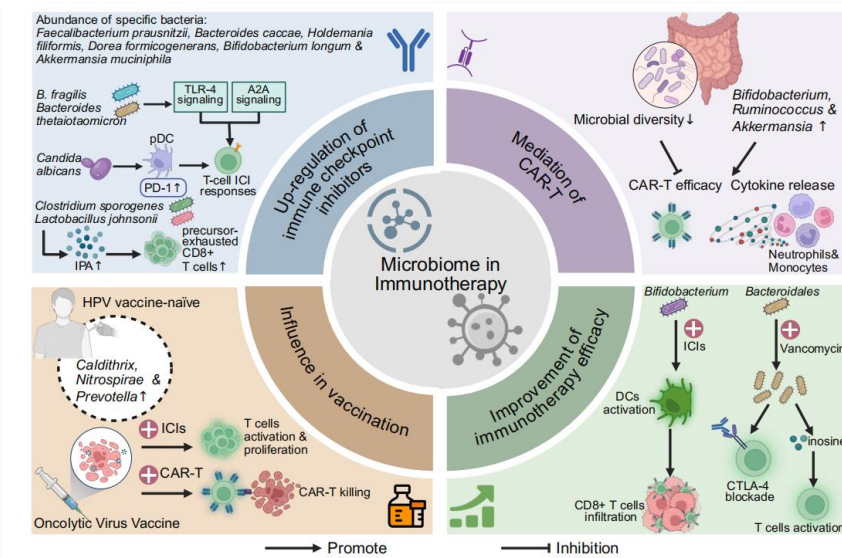 Abundance of specific bacteria:
Faecalibacterium prausnitzii, Bacteroides caccae, Holdemania
filiformis, Dorea formicogenerans, Bifidobacterium longum &
Akkermansia muciniphila
B. fragilis
Bacteroides
thetaiotaomicron
TLR-4
signaling
A2A
signaling
Candida
albicans
pDC
PD-1↑
T-cell ICI
responses
Clostridium sporogenes
Lactobacillus johnsonii
IPA↑
precursor-
exhausted
CD8+
T cells↑
Up-regulation of
immune checkpoint
inhibitors
Mediation of
CAR-T
Microbial diversity↓
Bifidobacterium,
Ruminococcus &
Akkermansia ↑
CAR-T efficacy
Cytokine release
Neutrophils&
Monocytes
Microbiome in
Immunotherapy
HPV vaccine-naïve
Caldithrix,
Nitrospirae &
Prevotella↑
ICIs
T cells
activation &
proliferation
CAR-T
CAR-T killing
Oncolytic Virus Vaccine
Influence in vaccination
Improvement of
immunotherapy efficacy
Bifidobacterium
ICIs
DCs
activation
CD8+ T cells
infiltration
Bacteroidales
Vancomycin
inosine
CTLA-4
blockade
T cells activation
Promote
Inhibition